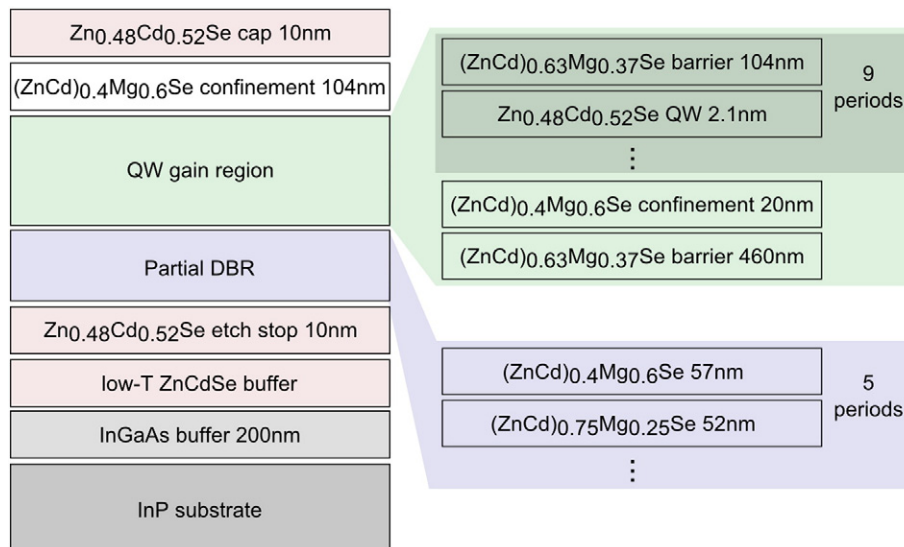 Zn0.48Cd0.52Se cap 10nm
(ZnCd)0.4Mg0.6Se confinement 104nm
QW gain region
Partial DBR
Zn0.48Cd0.52Se etch stop 10nm
low-T ZnCdSe buffer
InGaAs buffer 200nm
InP substrate
(ZnCd)0.63Mg0.37Se barrier 104nm
Zn0.48Cd0.52Se QW 2.1nm
⋮
9
periods
(ZnCd)0.4Mg0.6Se confinement 20nm
(ZnCd)0.63Mg0.37Se barrier 460nm
(ZnCd)0.4Mg0.6Se 57nm
(ZnCd)0.75Mg0.25Se 52nm
⋮
5
periods